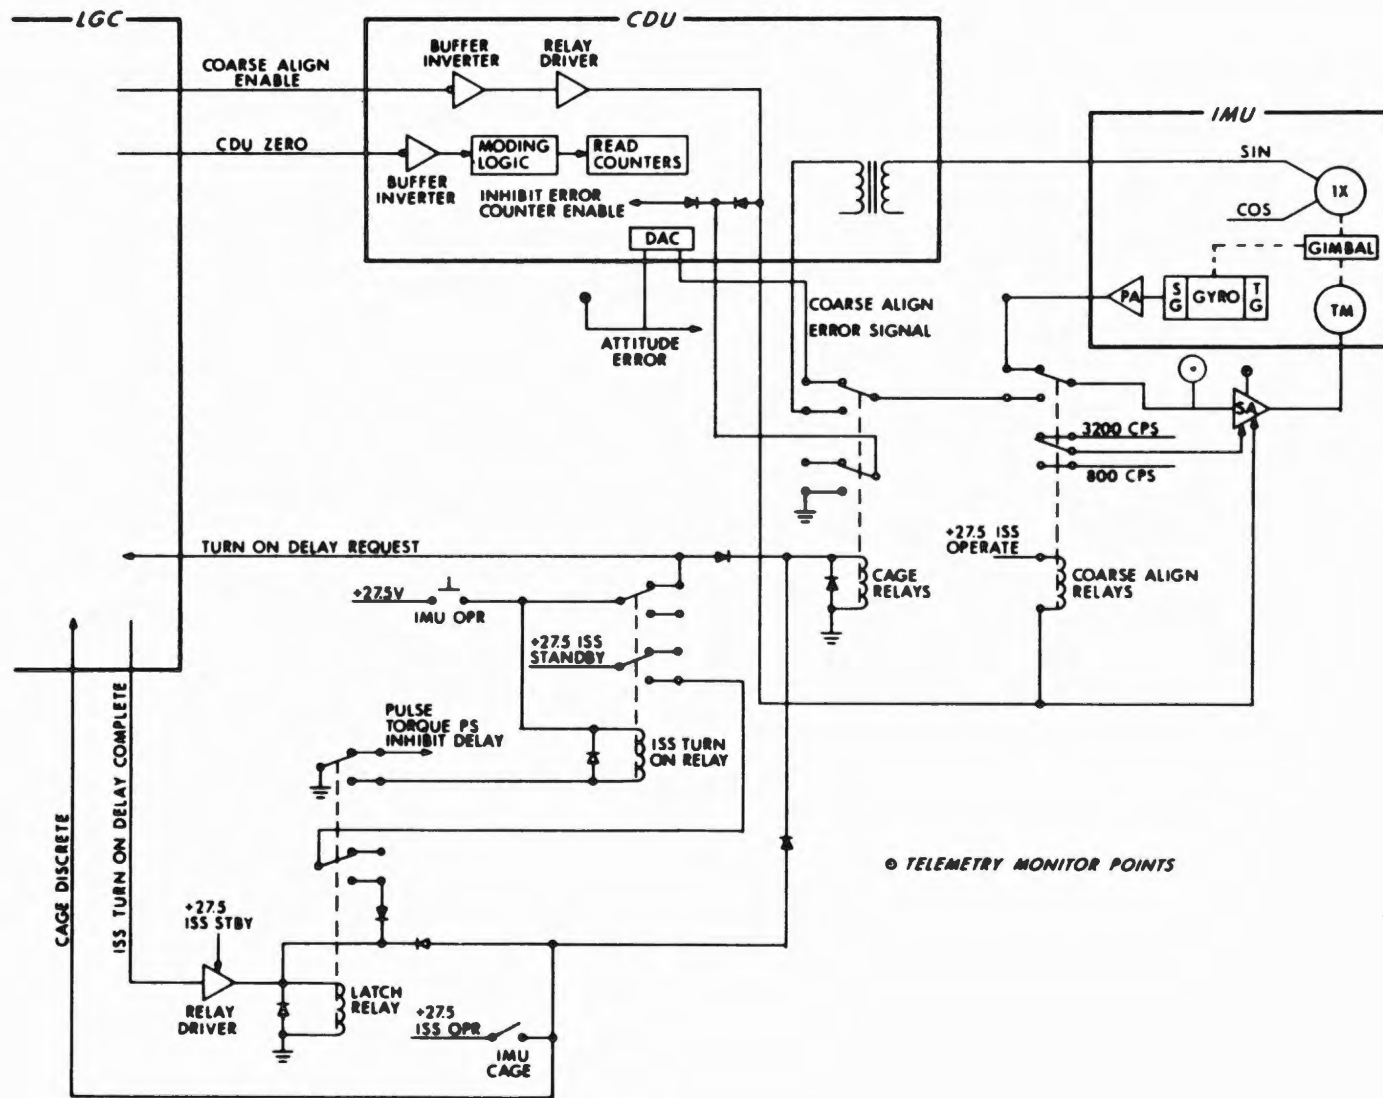 LGC
CDU
COARSE ALIGN
ENABLE
BUFFER
INVERTER
RELAY
DRIVER
IMU
CDU ZERO
MODING
LOGIC
READ
COUNTERS
BUFFER
INVERTER
INHIBIT ERROR
COUNTER ENABLE
SIN
COS
1X
GIMBAL
DAC
PA
S
G
GYRO
T
G
TM
COARSE ALIGN
ERROR SIGNAL
ATTITUDE
ERROR
SA
3200 CPS
800 CPS
TURN ON DELAY REQUEST
+27.5 ISS
OPERATE
CAGE
RELAYS
COARSE ALIGN
RELAYS
+27.5V
IMU OPR
+27.5 ISS
STANDBY
PULSE
TORQUE PS
INHIBIT DELAY
ISS TURN
ON RELAY
CAGE DISCRETE
ISS TURN ON DELAY COMPLETE
TELEMETRY MONITOR POINTS
+27.5
ISS STBY
RELAY
DRIVER
LATCH
RELAY
+27.5
ISS OPR
IMU
CAGE